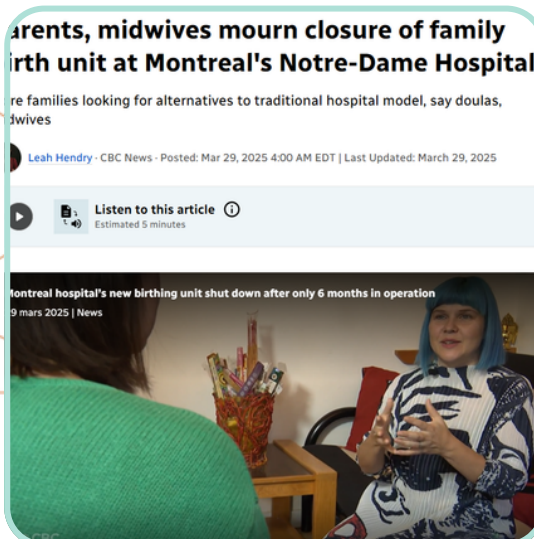 arents, midwives mourn closure of family
irth unit at Montreal's Notre-Dame Hospital
re families looking for alternatives to traditional hospital model, say doulas,
dwives
Leah Hendry · CBC News · Posted: Mar 29, 2025 4:00 AM EDT | Last Updated: March 29, 2025
Listen to this article
Estimated 5 minutes
Montreal hospital's new birthing unit shut down after only 6 months in operation
9 mars 2025 | News
CBC